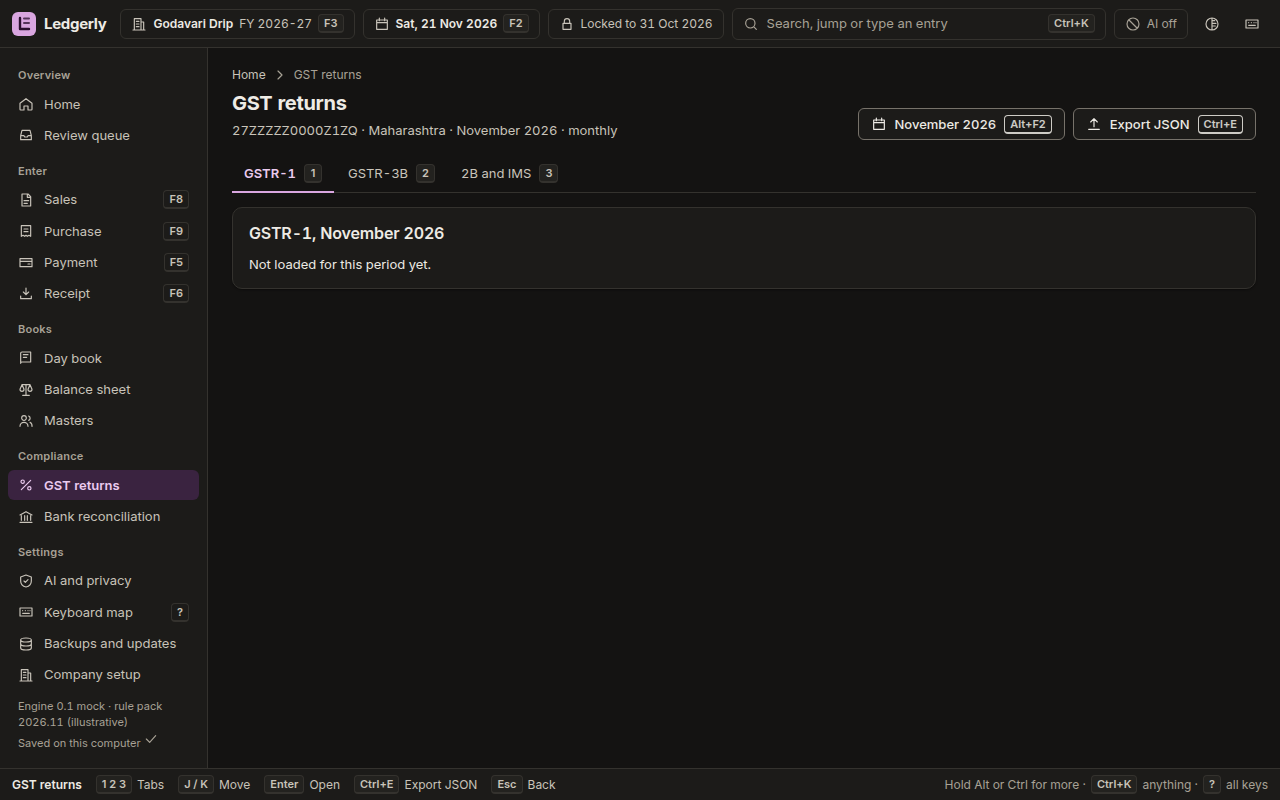 Ledgerly
Godavari Drip FY 2026-27 F3
Sat, 21 Nov 2026 F2
Locked to 31 Oct 2026
Search, jump or type an entry Ctrl+K
AI off
Overview
Home
Review queue
Enter
Sales F8
Purchase F9
Payment F5
Receipt F6
Books
Day book
Balance sheet
Masters
Compliance
GST returns
Bank reconciliation
Settings
AI and privacy
Keyboard map ?
Backups and updates
Company setup
Engine 0.1 mock · rule pack
2026.11 (illustrative)
Saved on this computer
Home GST returns
GST returns
27ZZZZZ0000Z1ZQ · Maharashtra · November 2026 · monthly
November 2026 Alt+F2
Export JSON Ctrl+E
GSTR-1 1 GSTR-3B 2 2B and IMS 3
GSTR-1, November 2026
Not loaded for this period yet.
GST returns 1 2 3 Tabs J / K Move Enter Open Ctrl+E Export JSON Esc Back
Hold Alt or Ctrl for more · Ctrl+K anything · ? all keys